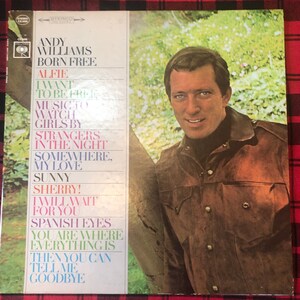 ANDY
WILLIAMS
BORN FREE
ALFIE
I WANT
TO BE FREE
MUSIC TO
WATCH
GIRLS BY
STRANGERS
IN THE NIGHT
SOMEWHERE,
MY LOVE
SUNNY
SHERRY!
I WILL WAIT
FOR YOU
SPANISH EYES
YOU ARE WHERE
EVERYTHING IS
THEN YOU CAN
TELL ME
GOODBYE